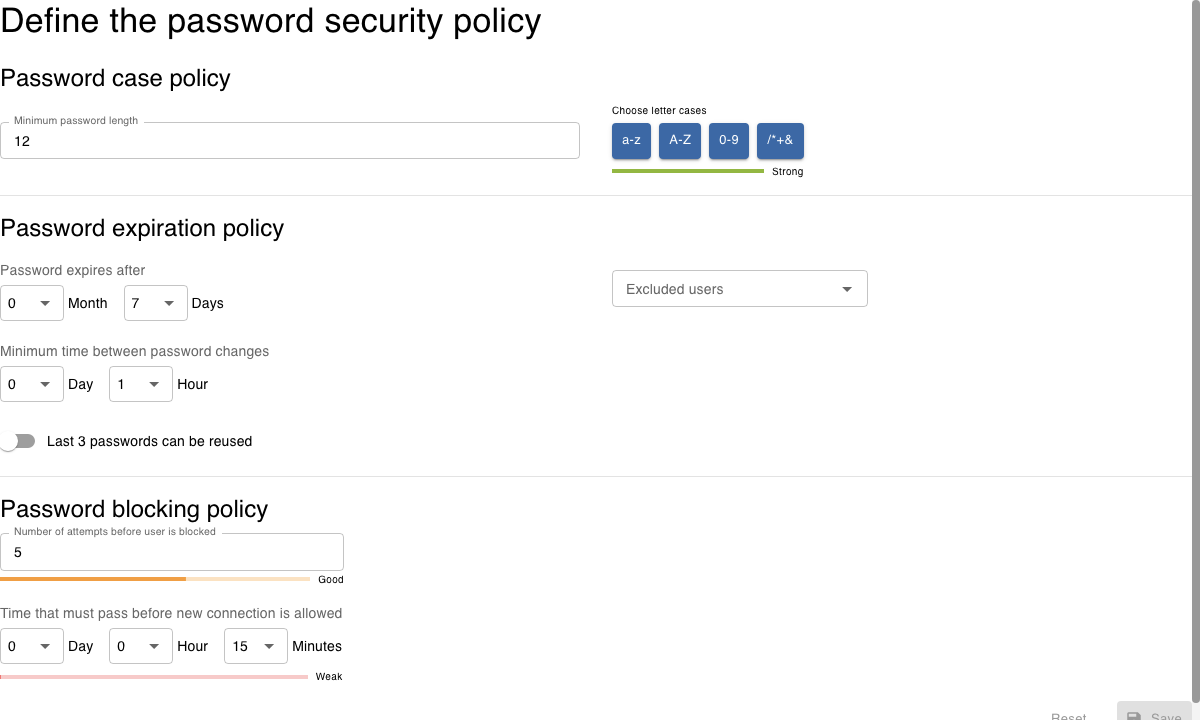 Define the password security policy
Password case policy
Minimum password length
12
Choose letter cases
a-z A-Z 0-9 /*+&
Strong
Password expiration policy
Password expires after
0 Month 7 Days
Excluded users
Minimum time between password changes
0 Day 1 Hour
Last 3 passwords can be reused
Password blocking policy
Number of attempts before user is blocked
5
Good
Time that must pass before new connection is allowed
0 Day 0 Hour 15 Minutes
Weak
Reset Save